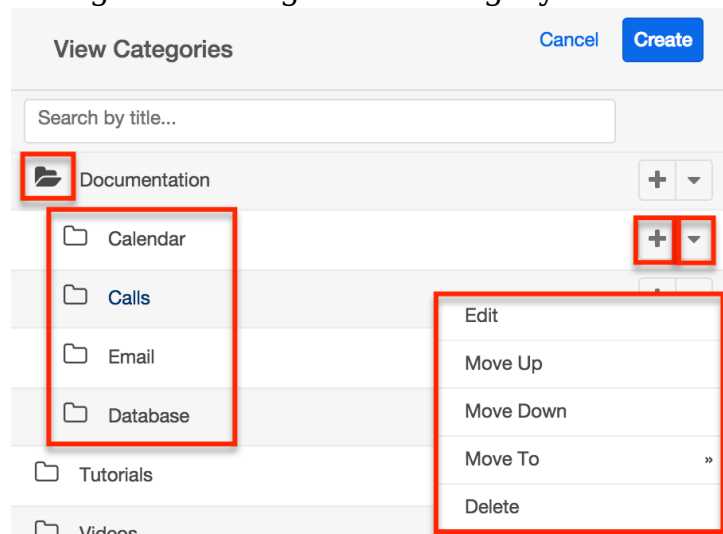 View Categories Cancel Create
Search by title...
Documentation
Calendar
Calls
Edit
Email
Move Up
Move Down
Database
Move To »
Tutorials
Delete
Videos